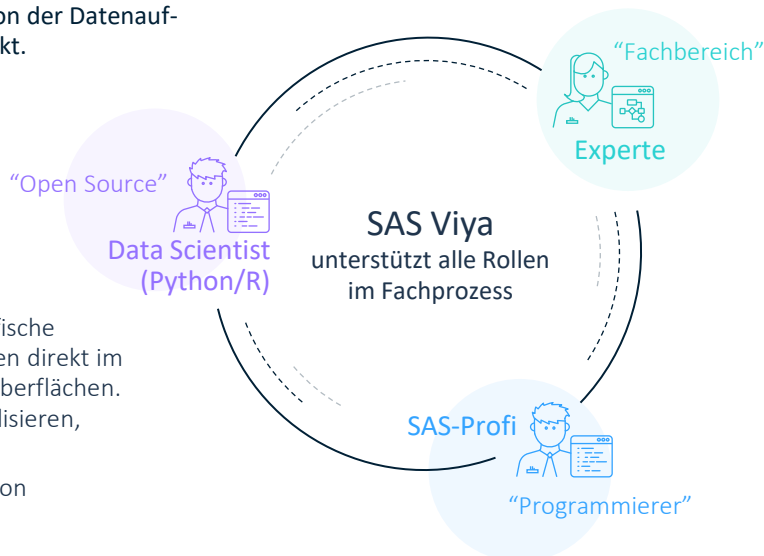 on der Datenauf-
kt.
“Fachbereich”
Experte
“Open Source”
Data Scientist
(Python/R)
SAS Viya
unterstützt alle Rollen
im Fachprozess
fische
en direkt im
berflächen.
lisieren,
on
SAS-Profi
“Programmierer”